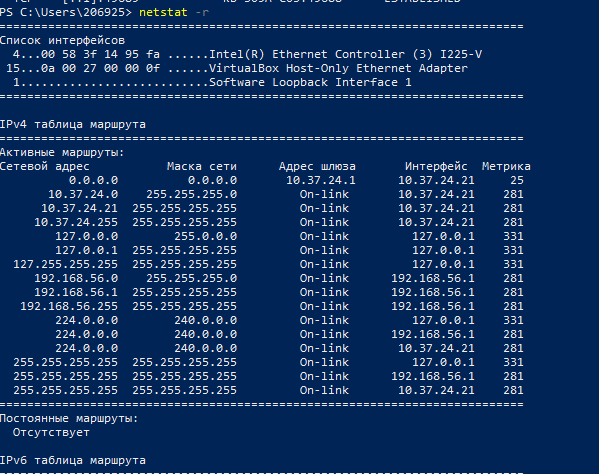 PS C:\Users\206925> netstat -r
===========================================================================
Список интерфейсов
  4...00 58 3f 14 95 fa ......Intel(R) Ethernet Controller (3) I225-V
 15...0a 00 27 00 00 0f ......VirtualBox Host-Only Ethernet Adapter
  1...........................Software Loopback Interface 1
===========================================================================
IPv4 таблица маршрута
===========================================================================
Активные маршруты:
Сетевой адрес           Маска сети      Адрес шлюза       Интерфейс  Метрика
          0.0.0.0          0.0.0.0       10.37.24.1      10.37.24.21     25
       10.37.24.0    255.255.255.0         On-link       10.37.24.21    281
      10.37.24.21  255.255.255.255         On-link       10.37.24.21    281
     10.37.24.255  255.255.255.255         On-link       10.37.24.21    281
        127.0.0.0        255.0.0.0         On-link         127.0.0.1    331
        127.0.0.1  255.255.255.255         On-link         127.0.0.1    331
  127.255.255.255  255.255.255.255         On-link         127.0.0.1    331
     192.168.56.0    255.255.255.0         On-link      192.168.56.1    281
     192.168.56.1  255.255.255.255         On-link      192.168.56.1    281
   192.168.56.255  255.255.255.255         On-link      192.168.56.1    281
        224.0.0.0        240.0.0.0         On-link         127.0.0.1    331
        224.0.0.0        240.0.0.0         On-link      192.168.56.1    281
        224.0.0.0        240.0.0.0         On-link       10.37.24.21    281
  255.255.255.255  255.255.255.255         On-link         127.0.0.1    331
  255.255.255.255  255.255.255.255         On-link      192.168.56.1    281
  255.255.255.255  255.255.255.255         On-link       10.37.24.21    281
===========================================================================
Постоянные маршруты:
  Отсутствует
IPv6 таблица маршрута
===========================================================================